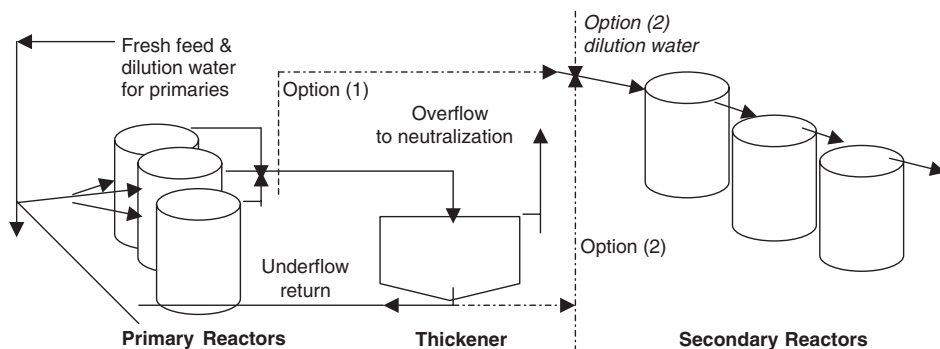 Fresh feed &
dilution water
for primaries
Option (1)
Option (2)
dilution water
Overflow
to neutralization
Option (2)
Underflow
return
Primary Reactors
Thickener
Secondary Reactors